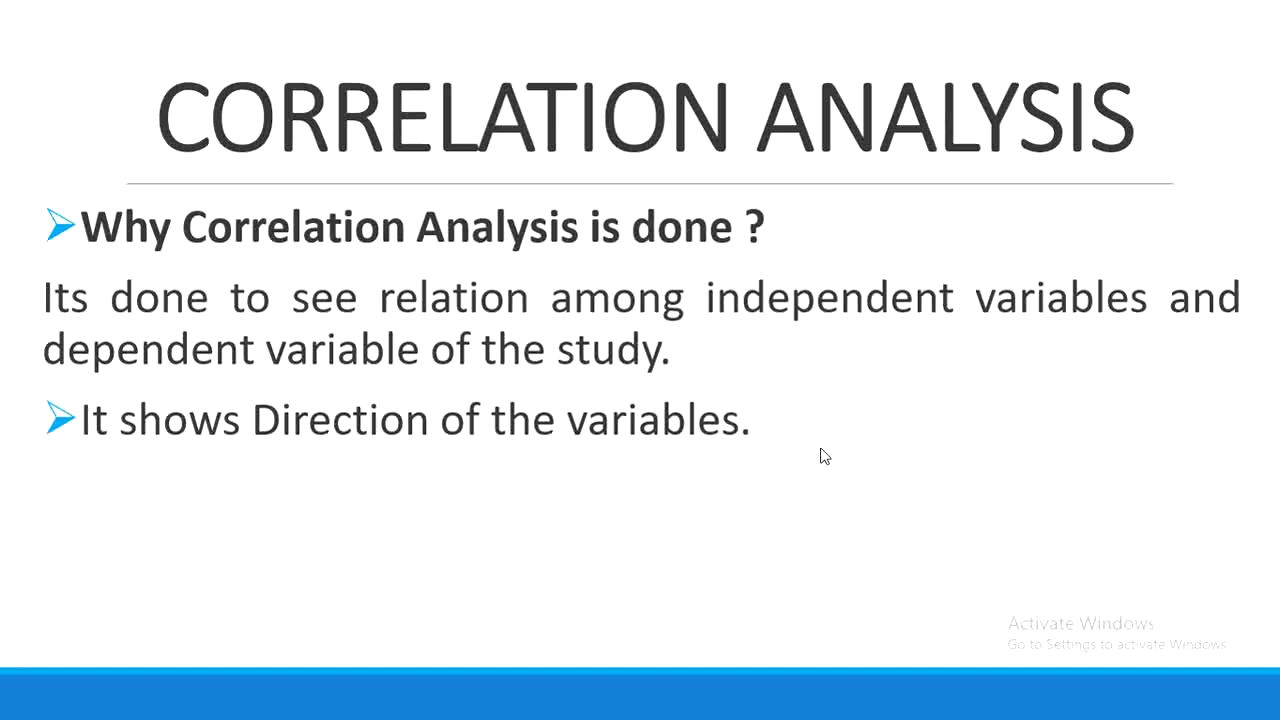 CORRELATION ANALYSIS
Why Correlation Analysis is done ?
Its done to see relation among independent variables and
dependent variable of the study.
It shows Direction of the variables.
Activate Windows
Go to Settings to activate Windows